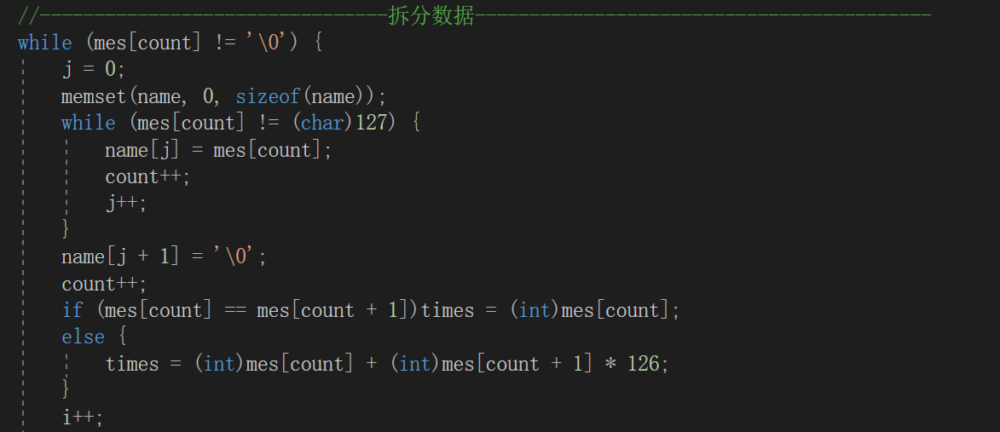 //--------------------------------拆分数据------------------------------------------
while (mes[count] != '\0') {
j = 0;
memset(name, 0, sizeof(name));
while (mes[count] != (char)127) {
name[j] = mes[count];
count++;
j++;
}
name[j + 1] = '\0';
count++;
if (mes[count] == mes[count + 1])times = (int)mes[count];
else {
times = (int)mes[count] + (int)mes[count + 1] * 126;
}
i++;